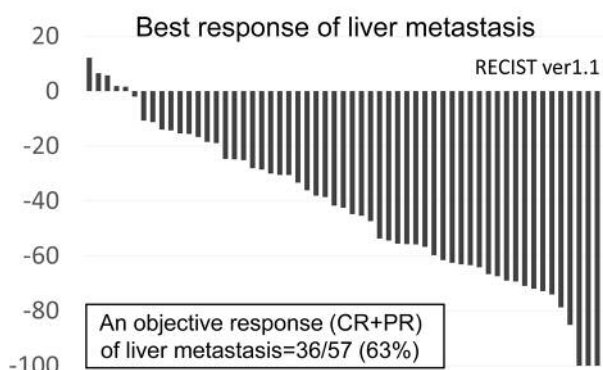 Best response of liver metastasis
RECIST ver1.1
20
0
-20
-40
-60
-80
-100
An objective response (CR+PR)
of liver metastasis=36/57 (63%)